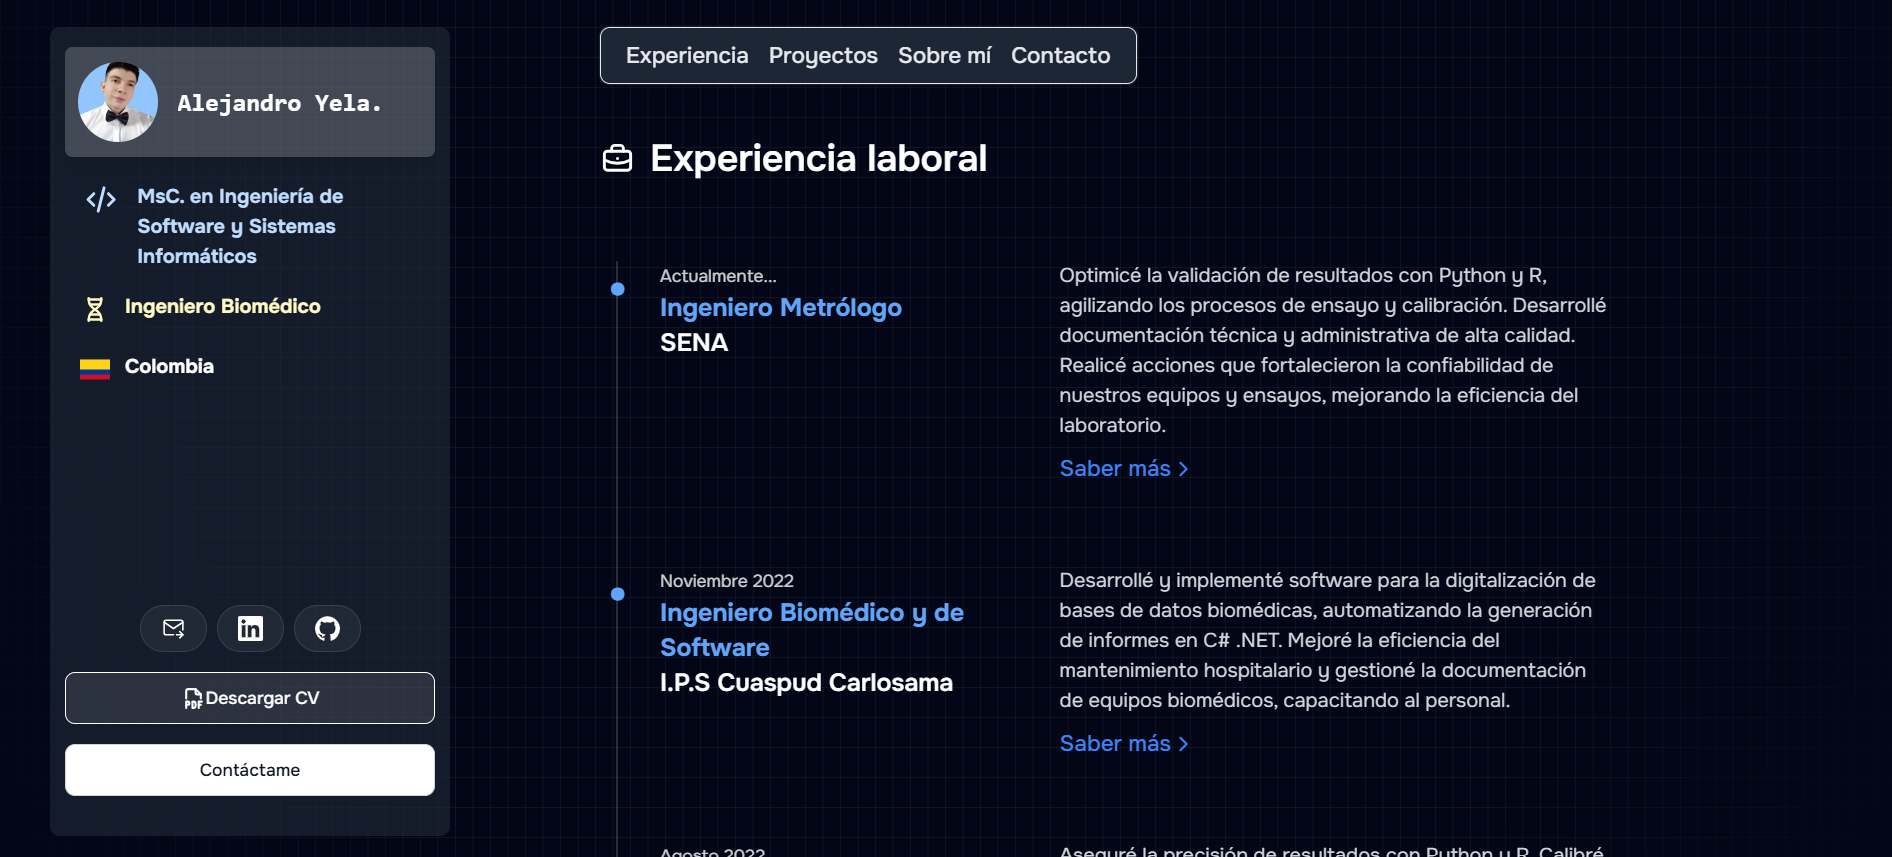 Alejandro Yela.
MsC. en Ingeniería de
Software y Sistemas
Informáticos
Ingeniero Biomédico
Colombia
Descargar CV
Contáctame
Experiencia Proyectos Sobre mí Contacto
Experiencia laboral
Actualmente...
Ingeniero Metrólogo
SENA
Optimicé la validación de resultados con Python y R,
agilizando los procesos de ensayo y calibración. Desarrollé
documentación técnica y administrativa de alta calidad.
Realicé acciones que fortalecieron la confiabilidad de
nuestros equipos y ensayos, mejorando la eficiencia del
laboratorio.
Saber más
Noviembre 2022
Ingeniero Biomédico y de
Software
I.P.S Cuaspud Carlosama
Desarrollé y implementé software para la digitalización de
bases de datos biomédicas, automatizando la generación
de informes en C# .NET. Mejoré la eficiencia del
mantenimiento hospitalario y gestioné la documentación
de equipos biomédicos, capacitando al personal.
Saber más
Agosto 2022
Aseguré la precisión de resultados con Python y R. Calibré